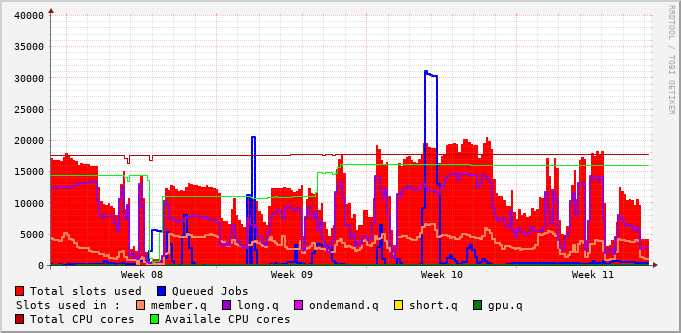 40000
35000
30000
25000
20000
15000
10000
5000
0
Week 08 Week 09 Week 10 Week 11
Total slots used Queued Jobs
Slots used in : member.q long.q ondemand.q short.q gpu.q
Total CPU cores Availale CPU cores
RRDTOOL / TOBI OETIKER